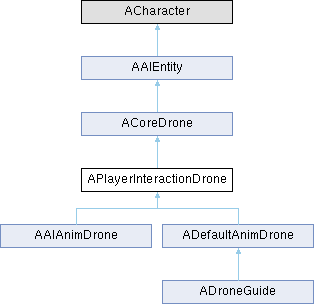 ACharacter
AAIEntity
ACoreDrone
APlayerInteractionDrone
AAIAnimDrone
ADefaultAnimDrone
ADroneGuide